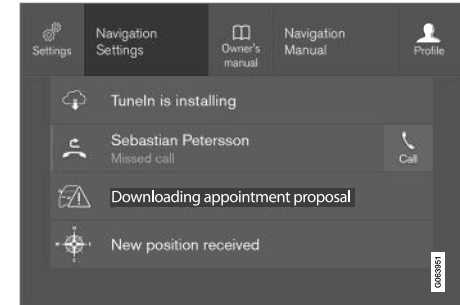 Settings
Navigation
Settings
Owner's
manual
Navigation
Manual
Profile
TuneIn is installing
Sebastian Petersson
Missed call
Call
Downloading appointment proposal
New position received
G063951